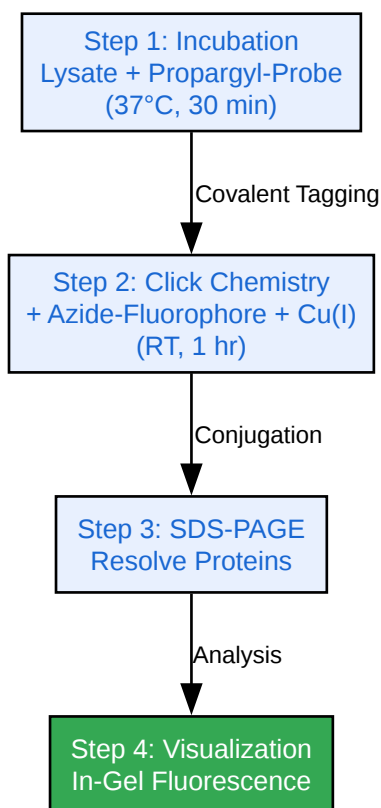 Step 1: Incubation
Lysate + Propargyl-Probe
(37°C, 30 min)
Covalent Tagging
Step 2: Click Chemistry
+ Azide-Fluorophore + Cu(I)
(RT, 1 hr)
Conjugation
Step 3: SDS-PAGE
Resolve Proteins
Analysis
Step 4: Visualization
In-Gel Fluorescence